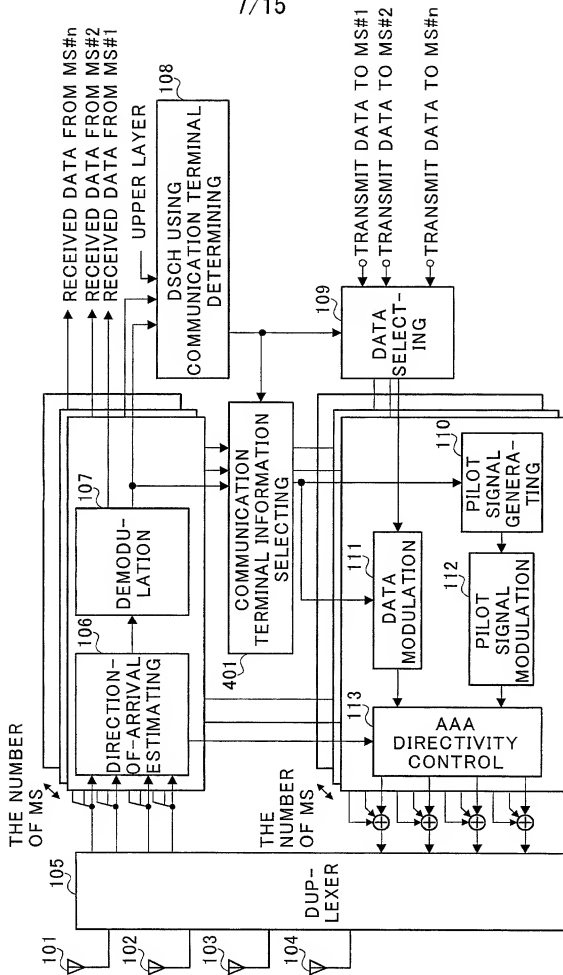 7/15
RECEIVED DATA FROM MS#n
RECEIVED DATA FROM MS#2
RECEIVED DATA FROM MS#1
UPPER LAYER
108
DSCH USING
COMMUNICATION TERMINAL
DETERMINING
TRANSMIT DATA TO MS#1
TRANSMIT DATA TO MS#2
TRANSMIT DATA TO MS#n
109
DATA
SELECT-
ING
107
DEMODU-
LATION
106
DIRECTION-
OF-ARRIVAL
ESTIMATING
THE NUMBER
OF MS
401
COMMUNICATION
TERMINAL INFORMATION
SELECTING
110
PILOT
SIGNAL
GENERA-
TING
111
DATA
MODULATION
112
PILOT
SIGNAL
MODULATION
113
AAA
DIRECTIVITY
CONTROL
THE
NUMBER
OF MS
105
DUP-
LEXER
101
102
103
104